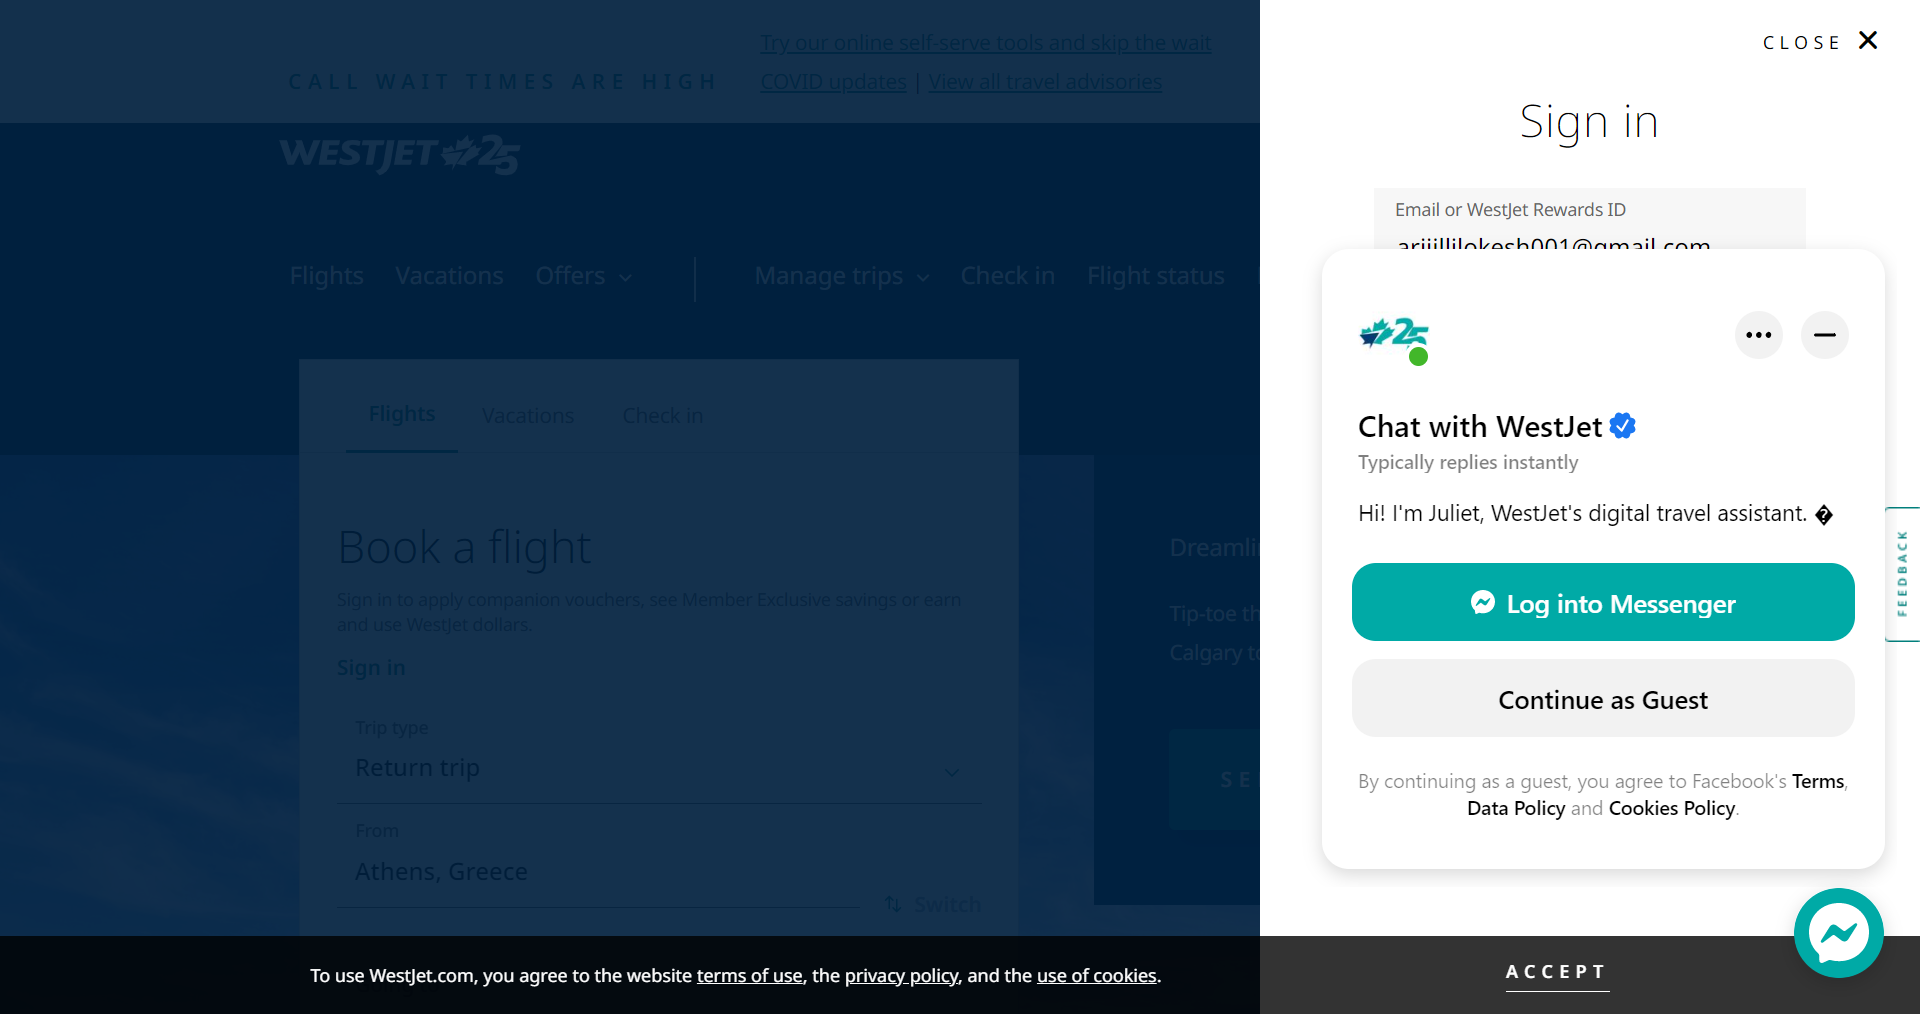 Try our online self-serve tools and skip the wait
CALL WAIT TIMES ARE HIGH
COVID updates | View all travel advisories
WESTJET 25
Flights Vacations Offers Manage trips Check in Flight status
Flights Vacations Check in
Book a flight
Sign in to apply companion vouchers, see Member Exclusive savings or earn
and use WestJet dollars.
Sign in
Trip type
Return trip
From
Athens, Greece
Switch
Dreamli
Tip-toe th
Calgary to
SE
CLOSE
Sign in
Email or WestJet Rewards ID
arjjillilokesh001@gmail.com
25
Chat with WestJet
Typically replies instantly
Hi! I'm Juliet, WestJet's digital travel assistant. �
Log into Messenger
Continue as Guest
By continuing as a guest, you agree to Facebook's Terms,
Data Policy and Cookies Policy.
FEEDBACK
To use WestJet.com, you agree to the website terms of use, the privacy policy, and the use of cookies.
ACCEPT